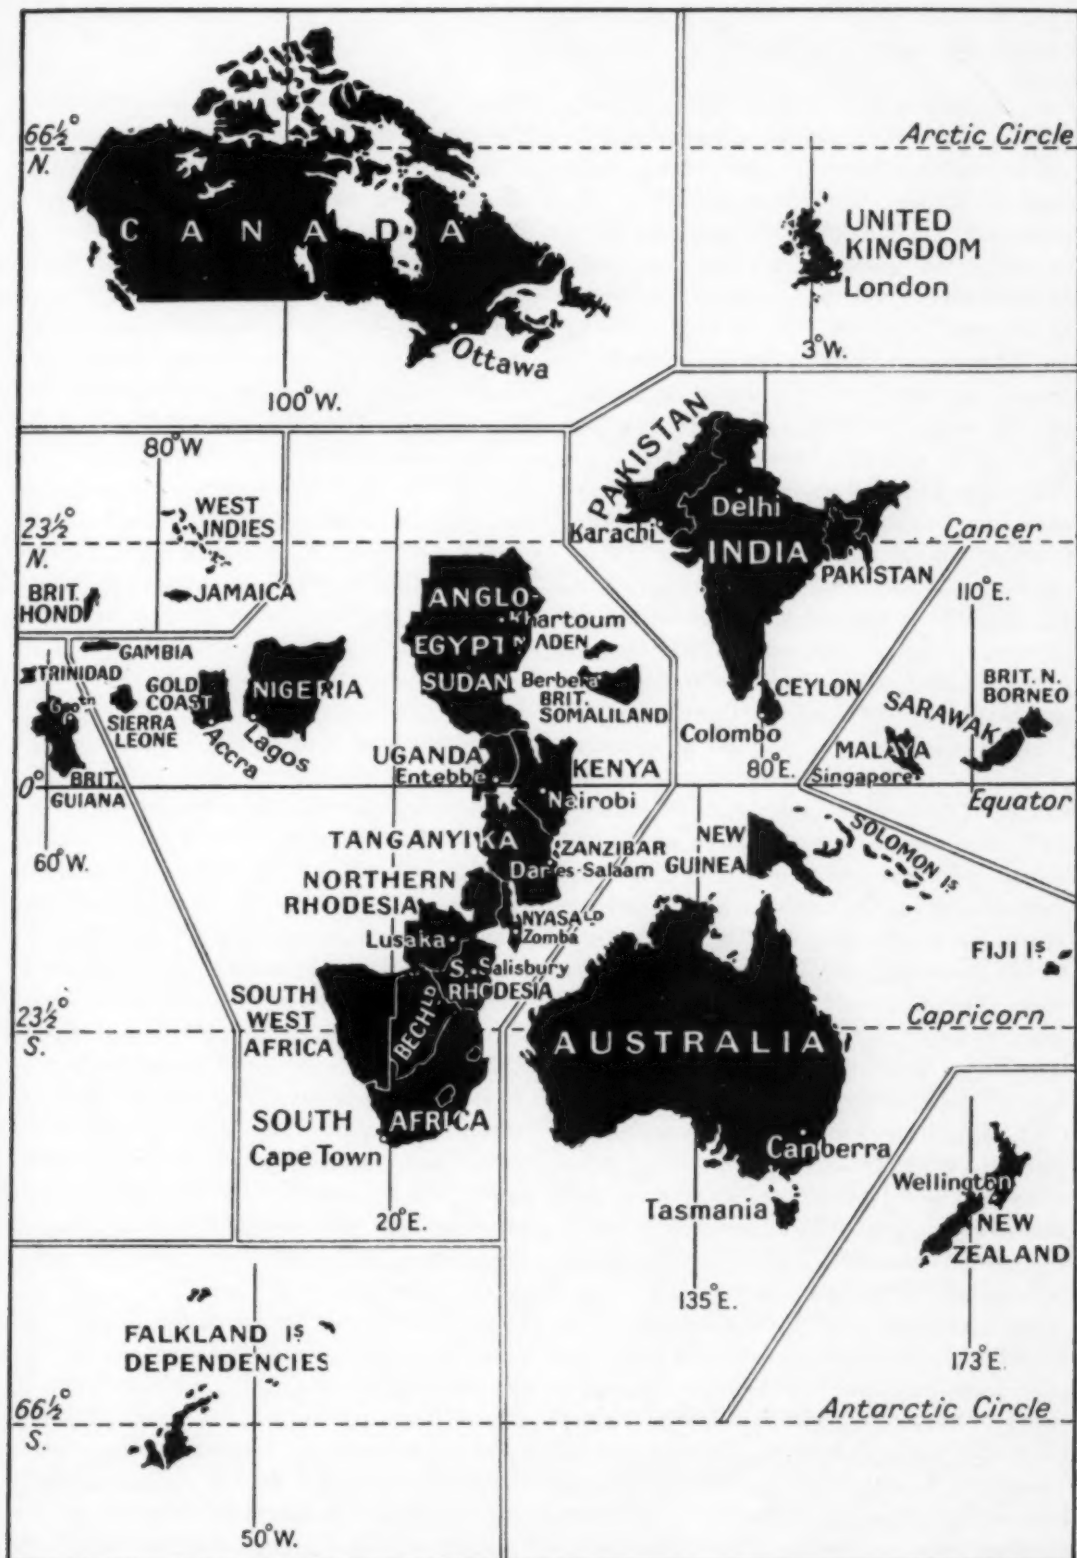 66½° N.
Arctic Circle
CANADA
UNITED
KINGDOM
London
Ottawa
3°W.
100°W.
80°W
WEST
INDIES
23½° N.
Cancer
BRIT.
HOND
JAMAICA
PAKISTAN
Karachi
Delhi
INDIA
PAKISTAN
CEYLON
Colombo
80°E.
110°E.
BRIT. N.
BORNEO
SARAWAK
MALAYA
Singapore
TRINIDAD
GAMBIA
GOLD
COAST
SIERRA
LEONE
Accra
NIGERIA
Lagos
Geo tn
BRIT.
GUIANA
ANGLO-
Khartoum
EGYPTN
SUDAN
ADEN
Berbera
BRIT.
SOMALILAND
UGANDA
Entebbe
KENYA
Nairobi
0°
Equator
60°W.
TANGANYIKA
ZANZIBAR
Dar-es-Salaam
NORTHERN
RHODESIA
Lusaka
NYASA LD
Zomba
S.
Salisbury
RHODESIA
NEW
GUINEA
SOLOMON Is
FIJI Is
23½° S.
Capricorn
SOUTH
WEST
AFRICA
BECH LD
AUSTRALIA
SOUTH AFRICA
Cape Town
20°E.
Canberra
Tasmania
135°E.
Wellington
NEW
ZEALAND
173°E.
FALKLAND Is
DEPENDENCIES
66½° S.
Antarctic Circle
50°W.